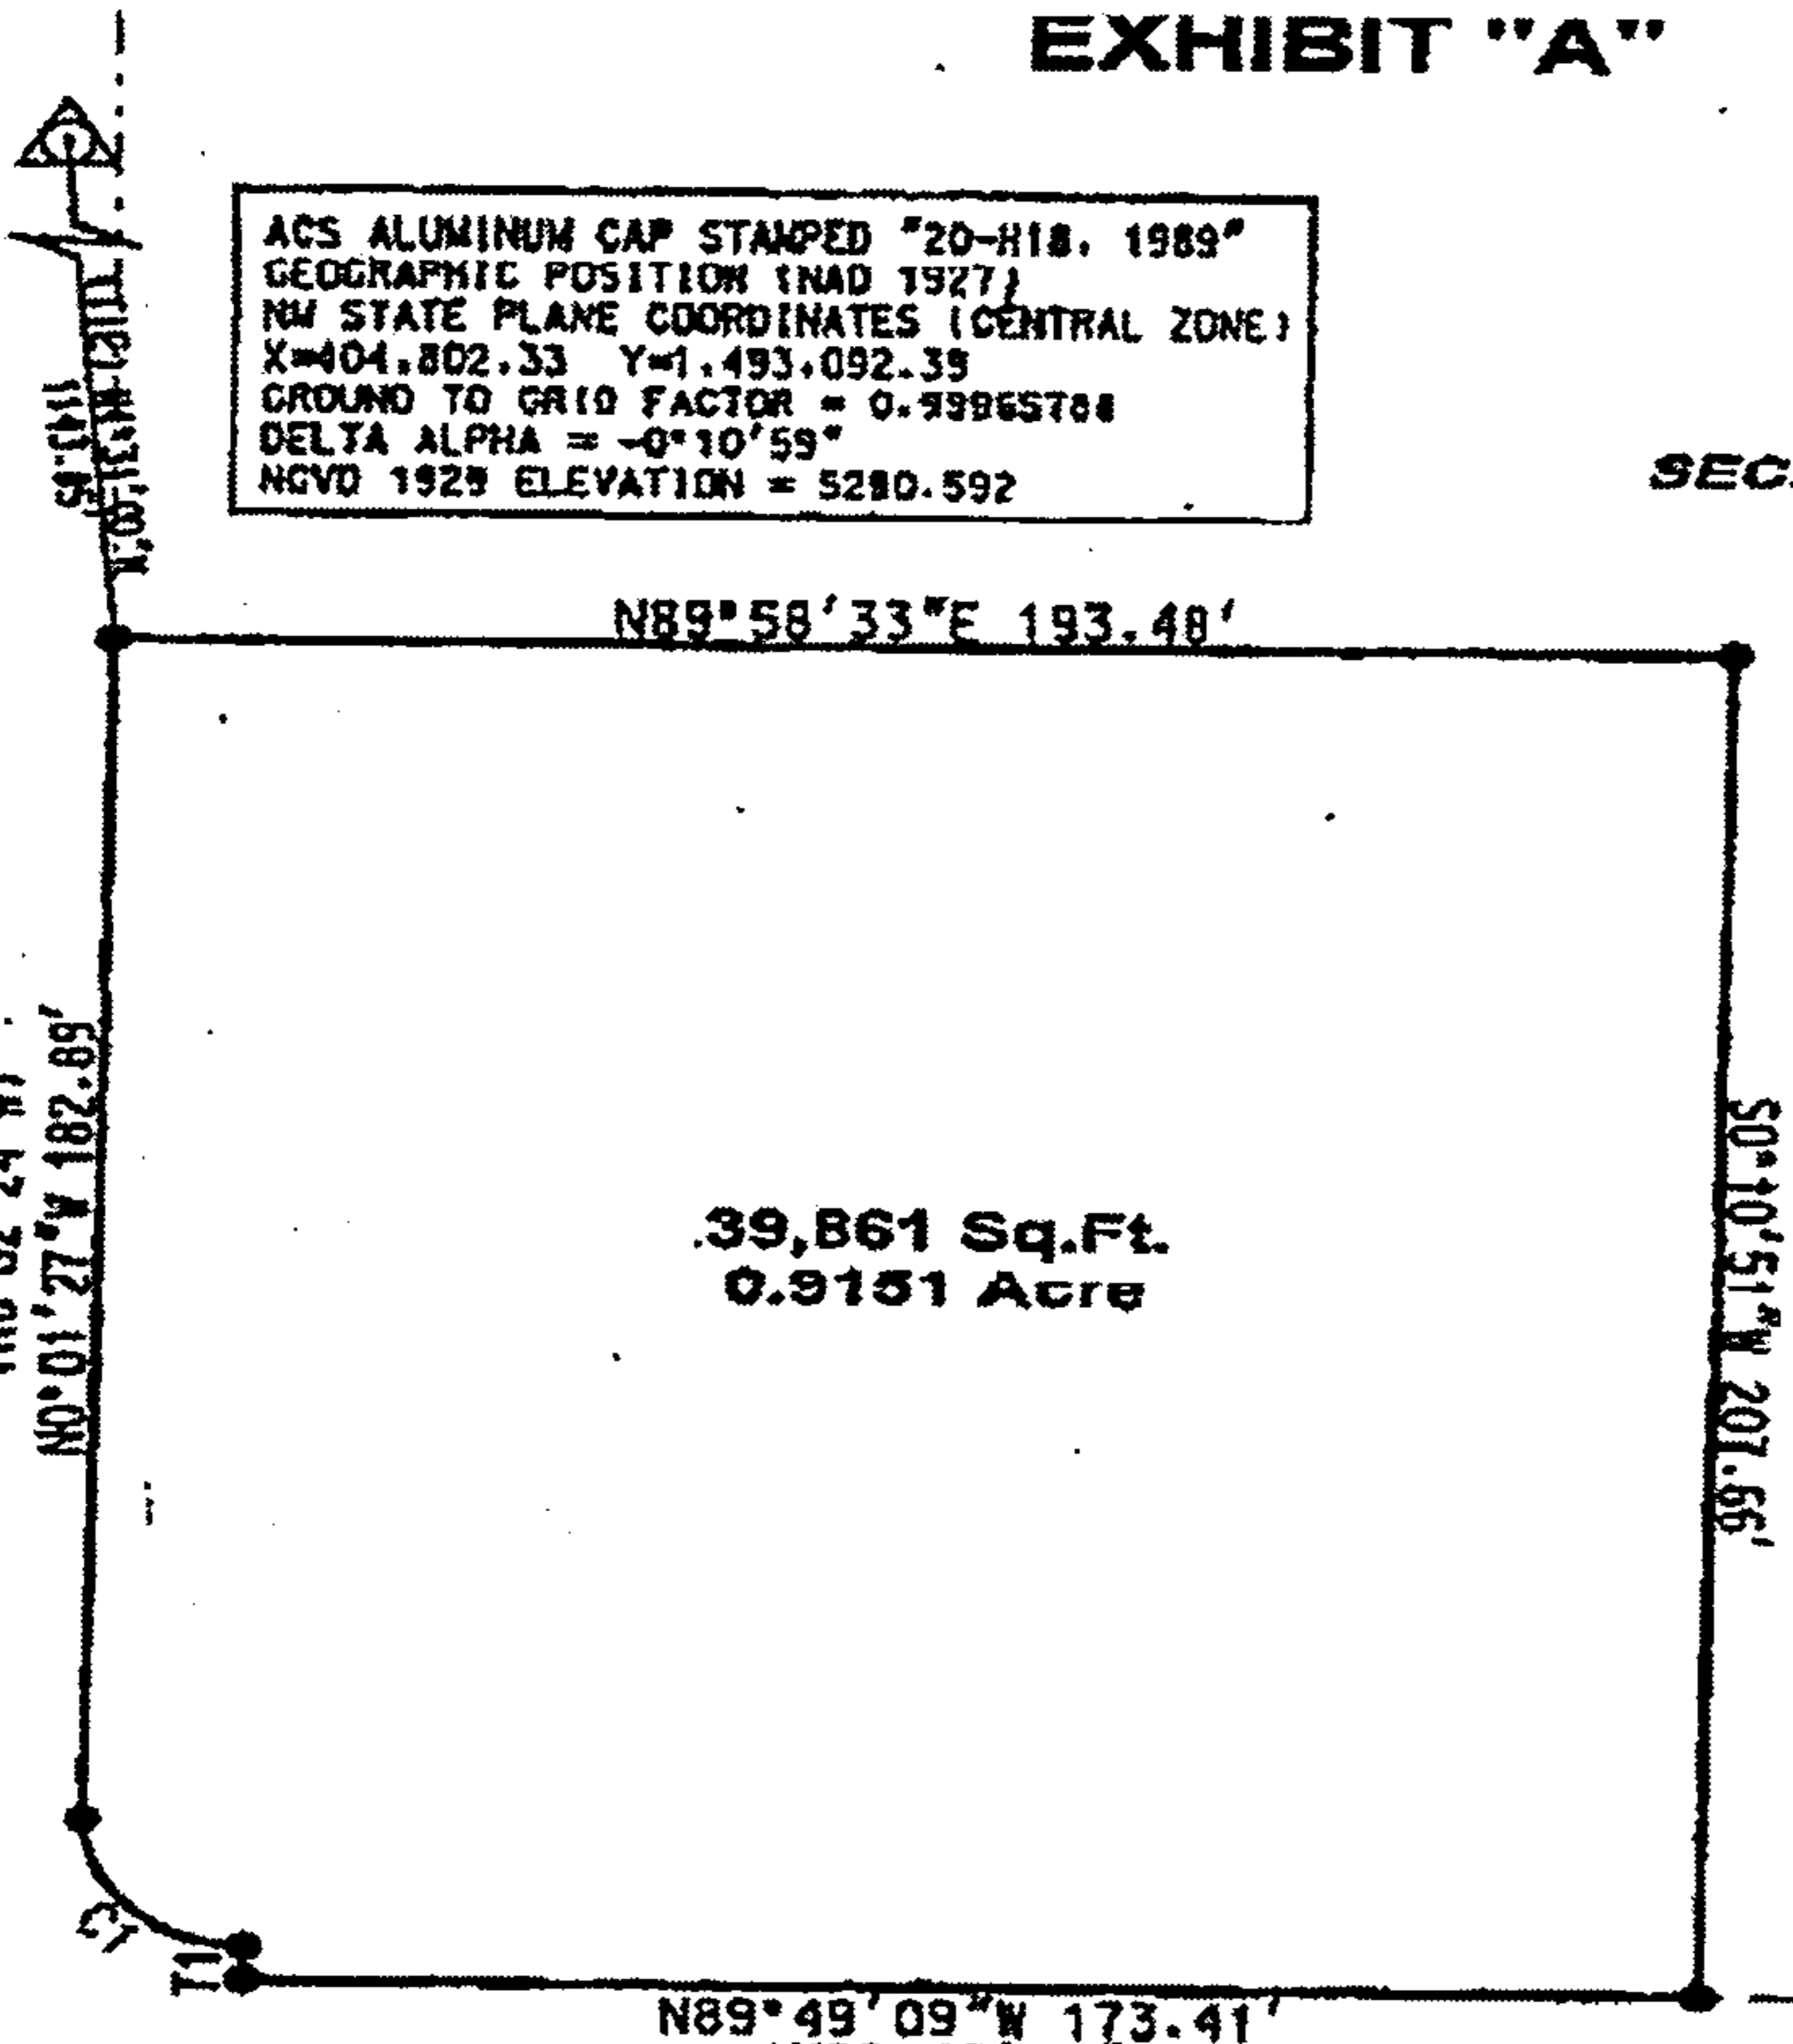 EXHIBIT "A"
ACS ALUMINUM CAP STAMPED "20-H18, 1989"
GEOGRAPHIC POSITION (NAD 1927)
NM STATE PLANE COORDINATES (CENTRAL ZONE)
X=404,802.33 Y=1,493,092.39
GROUND TO GRID FACTOR = 0.99965788
DELTA ALPHA = -0°10'59"
NGVD 1929 ELEVATION =
SEC.
N89°58'33"E 193.48'
N0°01'27"W 182.89'
S0°10'51"W 207.66'
39,861 Sq.Ft.
0.9151 Acre
T1
N89°49'09"W 173.41'